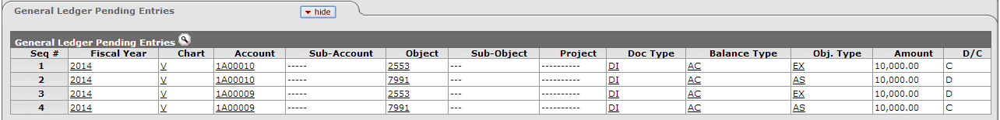 General Ledger Pending Entries hide
General Ledger Pending Entries
Seq # Fiscal Year Chart Account Sub-Account Object Sub-Object Project Doc Type Balance Type Obj. Type Amount D/C
1 2014 V 1A00010 ----- 2553 --- ---------- DI AC EX 10,000.00 C
2 2014 V 1A00010 ----- 7991 --- ---------- DI AC AS 10,000.00 D
3 2014 V 1A00009 ----- 2553 --- ---------- DI AC EX 10,000.00 D
4 2014 V 1A00009 ----- 7991 --- ---------- DI AC AS 10,000.00 C